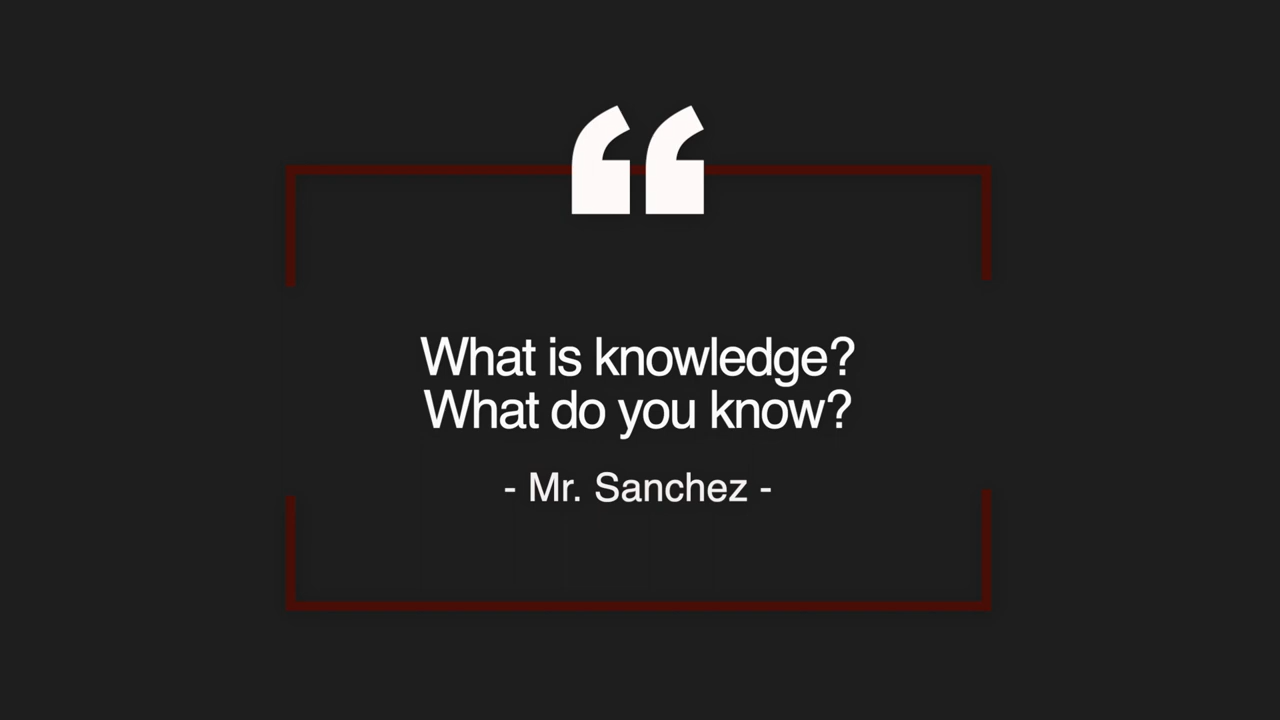 “
What is knowledge?
What do you know?
- Mr. Sanchez -